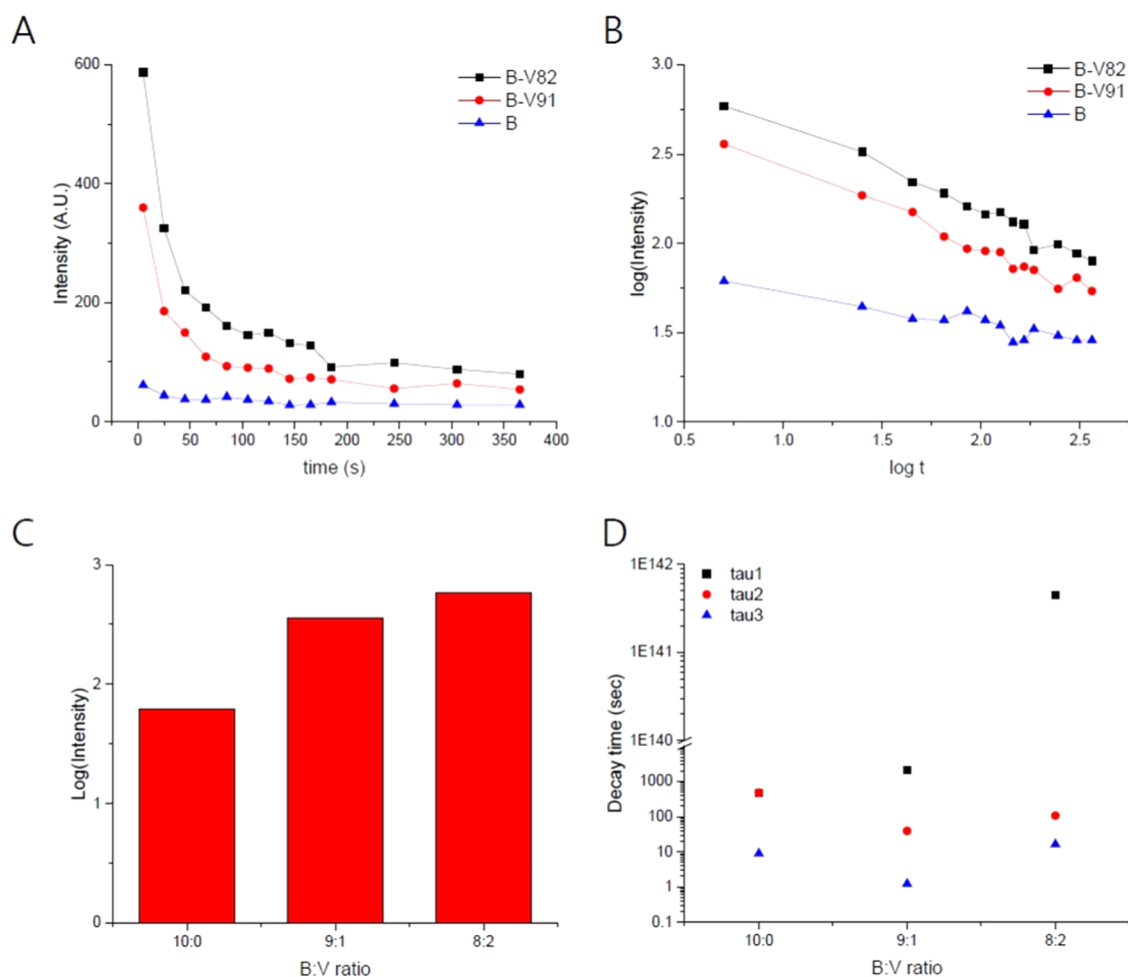 A
600
400
200
0
Intensity (A.U.)
B-V82
B-V91
B
0 50 100 150 200 250 300 350 400
time (s)
B
3.0
2.5
2.0
1.5
1.0
log(Intensity)
B-V82
B-V91
B
0.5 1.0 1.5 2.0 2.5
log t
C
3
2
1
0
Log(Intensity)
10:0 9:1 8:2
B:V ratio
D
1E142
1E141
1E140
1000
100
10
1
0.1
Decay time (sec)
tau1
tau2
tau3
10:0 9:1 8:2
B:V ratio